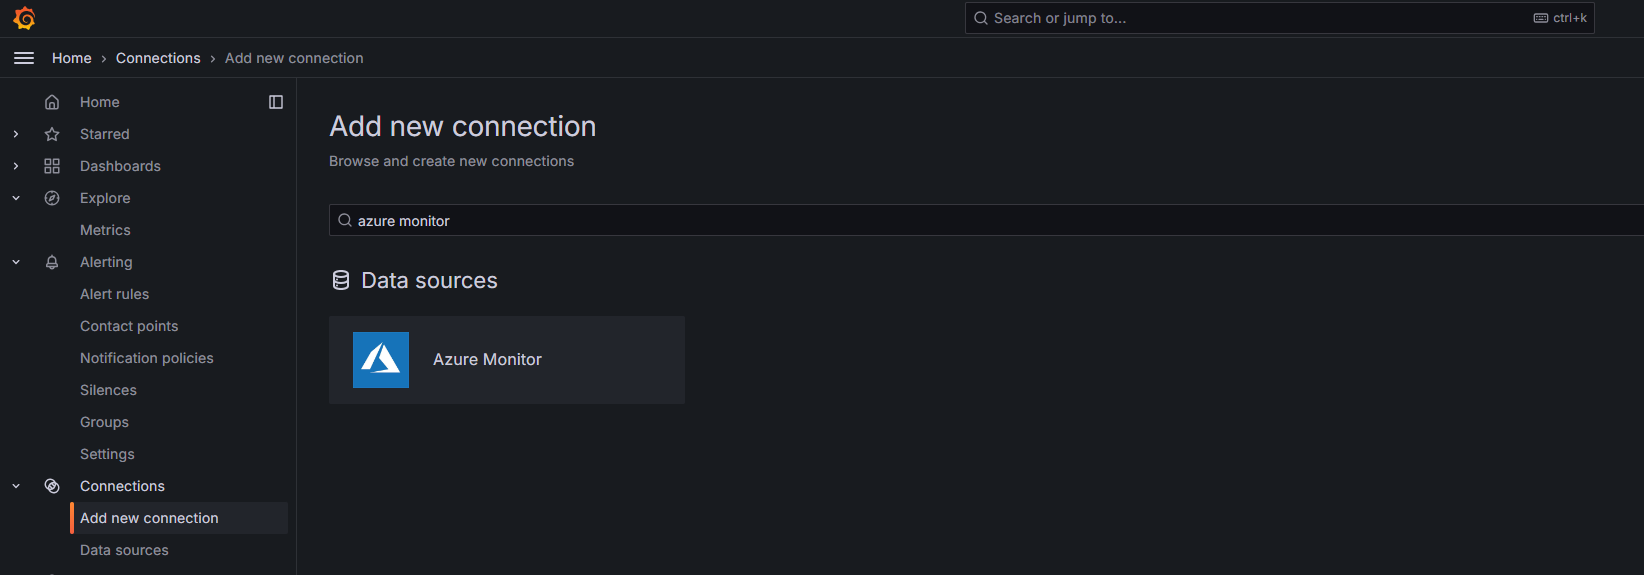 Search or jump to...
ctrl+k
Home › Connections › Add new connection
Home
Starred
Dashboards
Explore
Metrics
Alerting
Alert rules
Contact points
Notification policies
Silences
Groups
Settings
Connections
Add new connection
Data sources
Add new connection
Browse and create new connections
azure monitor
Data sources
Azure Monitor